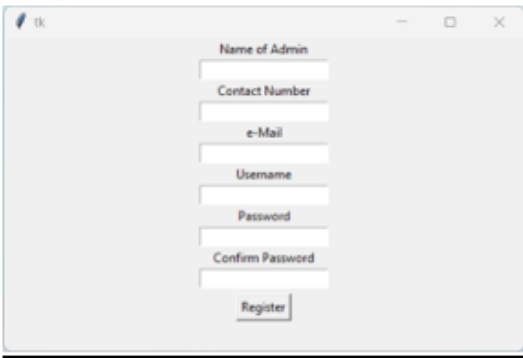 tk
Name of Admin
Contact Number
e-Mail
Username
Password
Confirm Password
Register